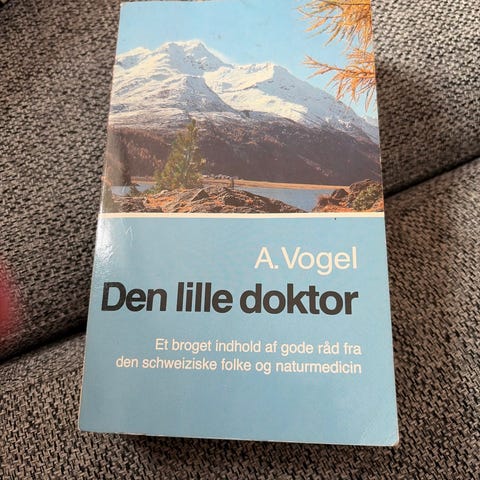 A. Vogel
Den lille doktor
Et broget indhold af gode råd fra
den schweiziske folke og naturmedicin